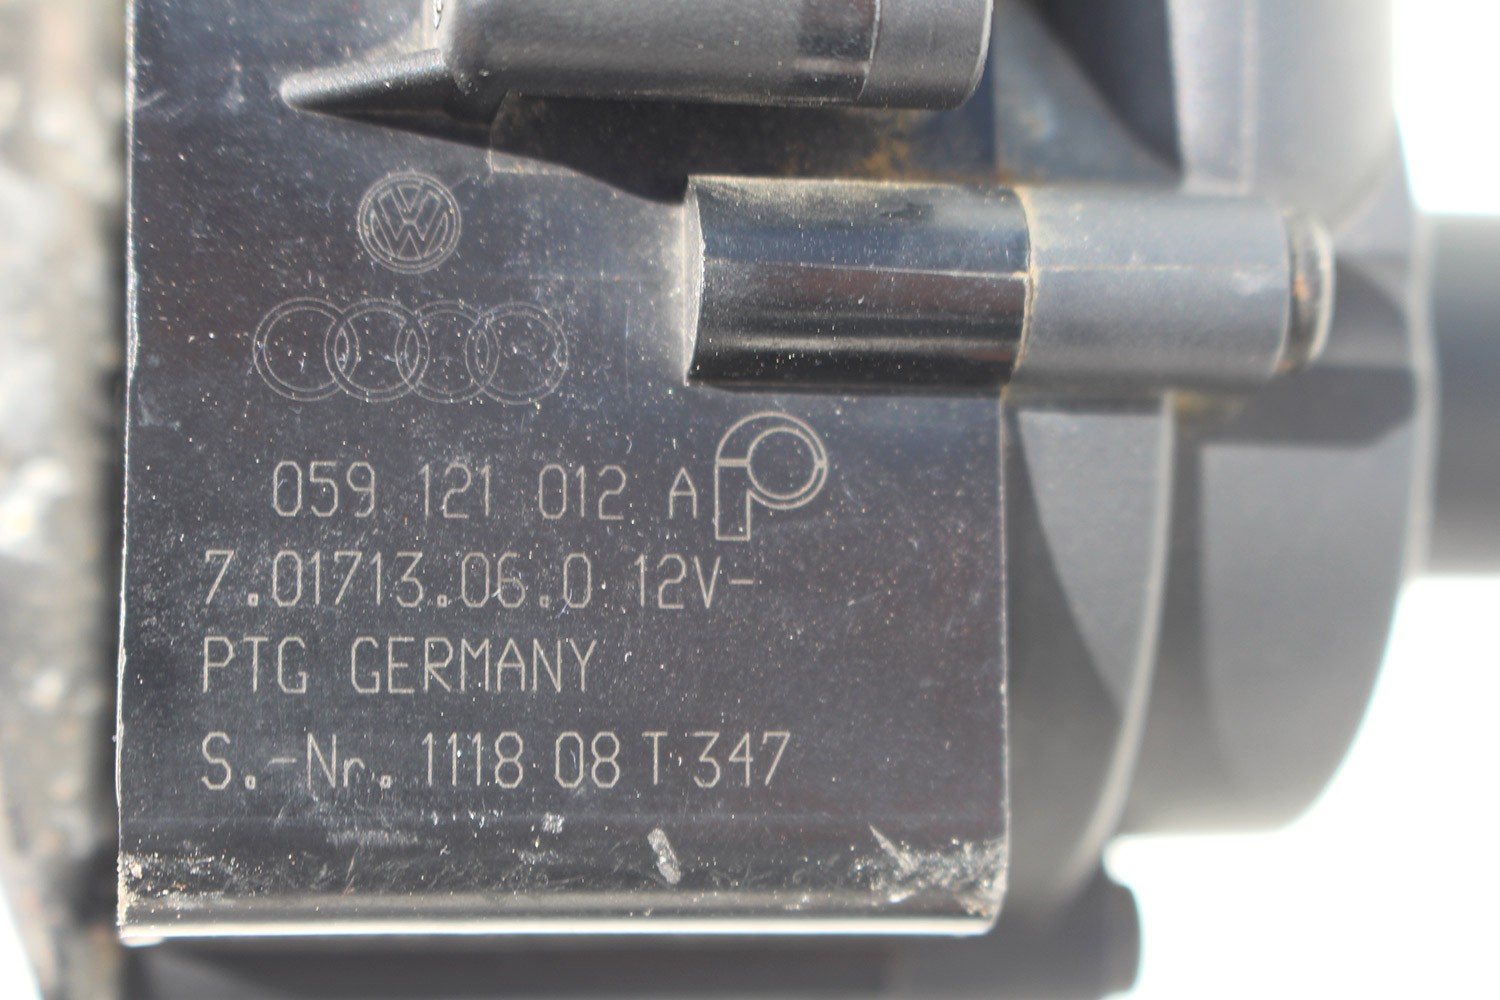 059 121 012 A
7.01713.06.0 12V-
PTG GERMANY
S.-Nr. 1118 08 T 347